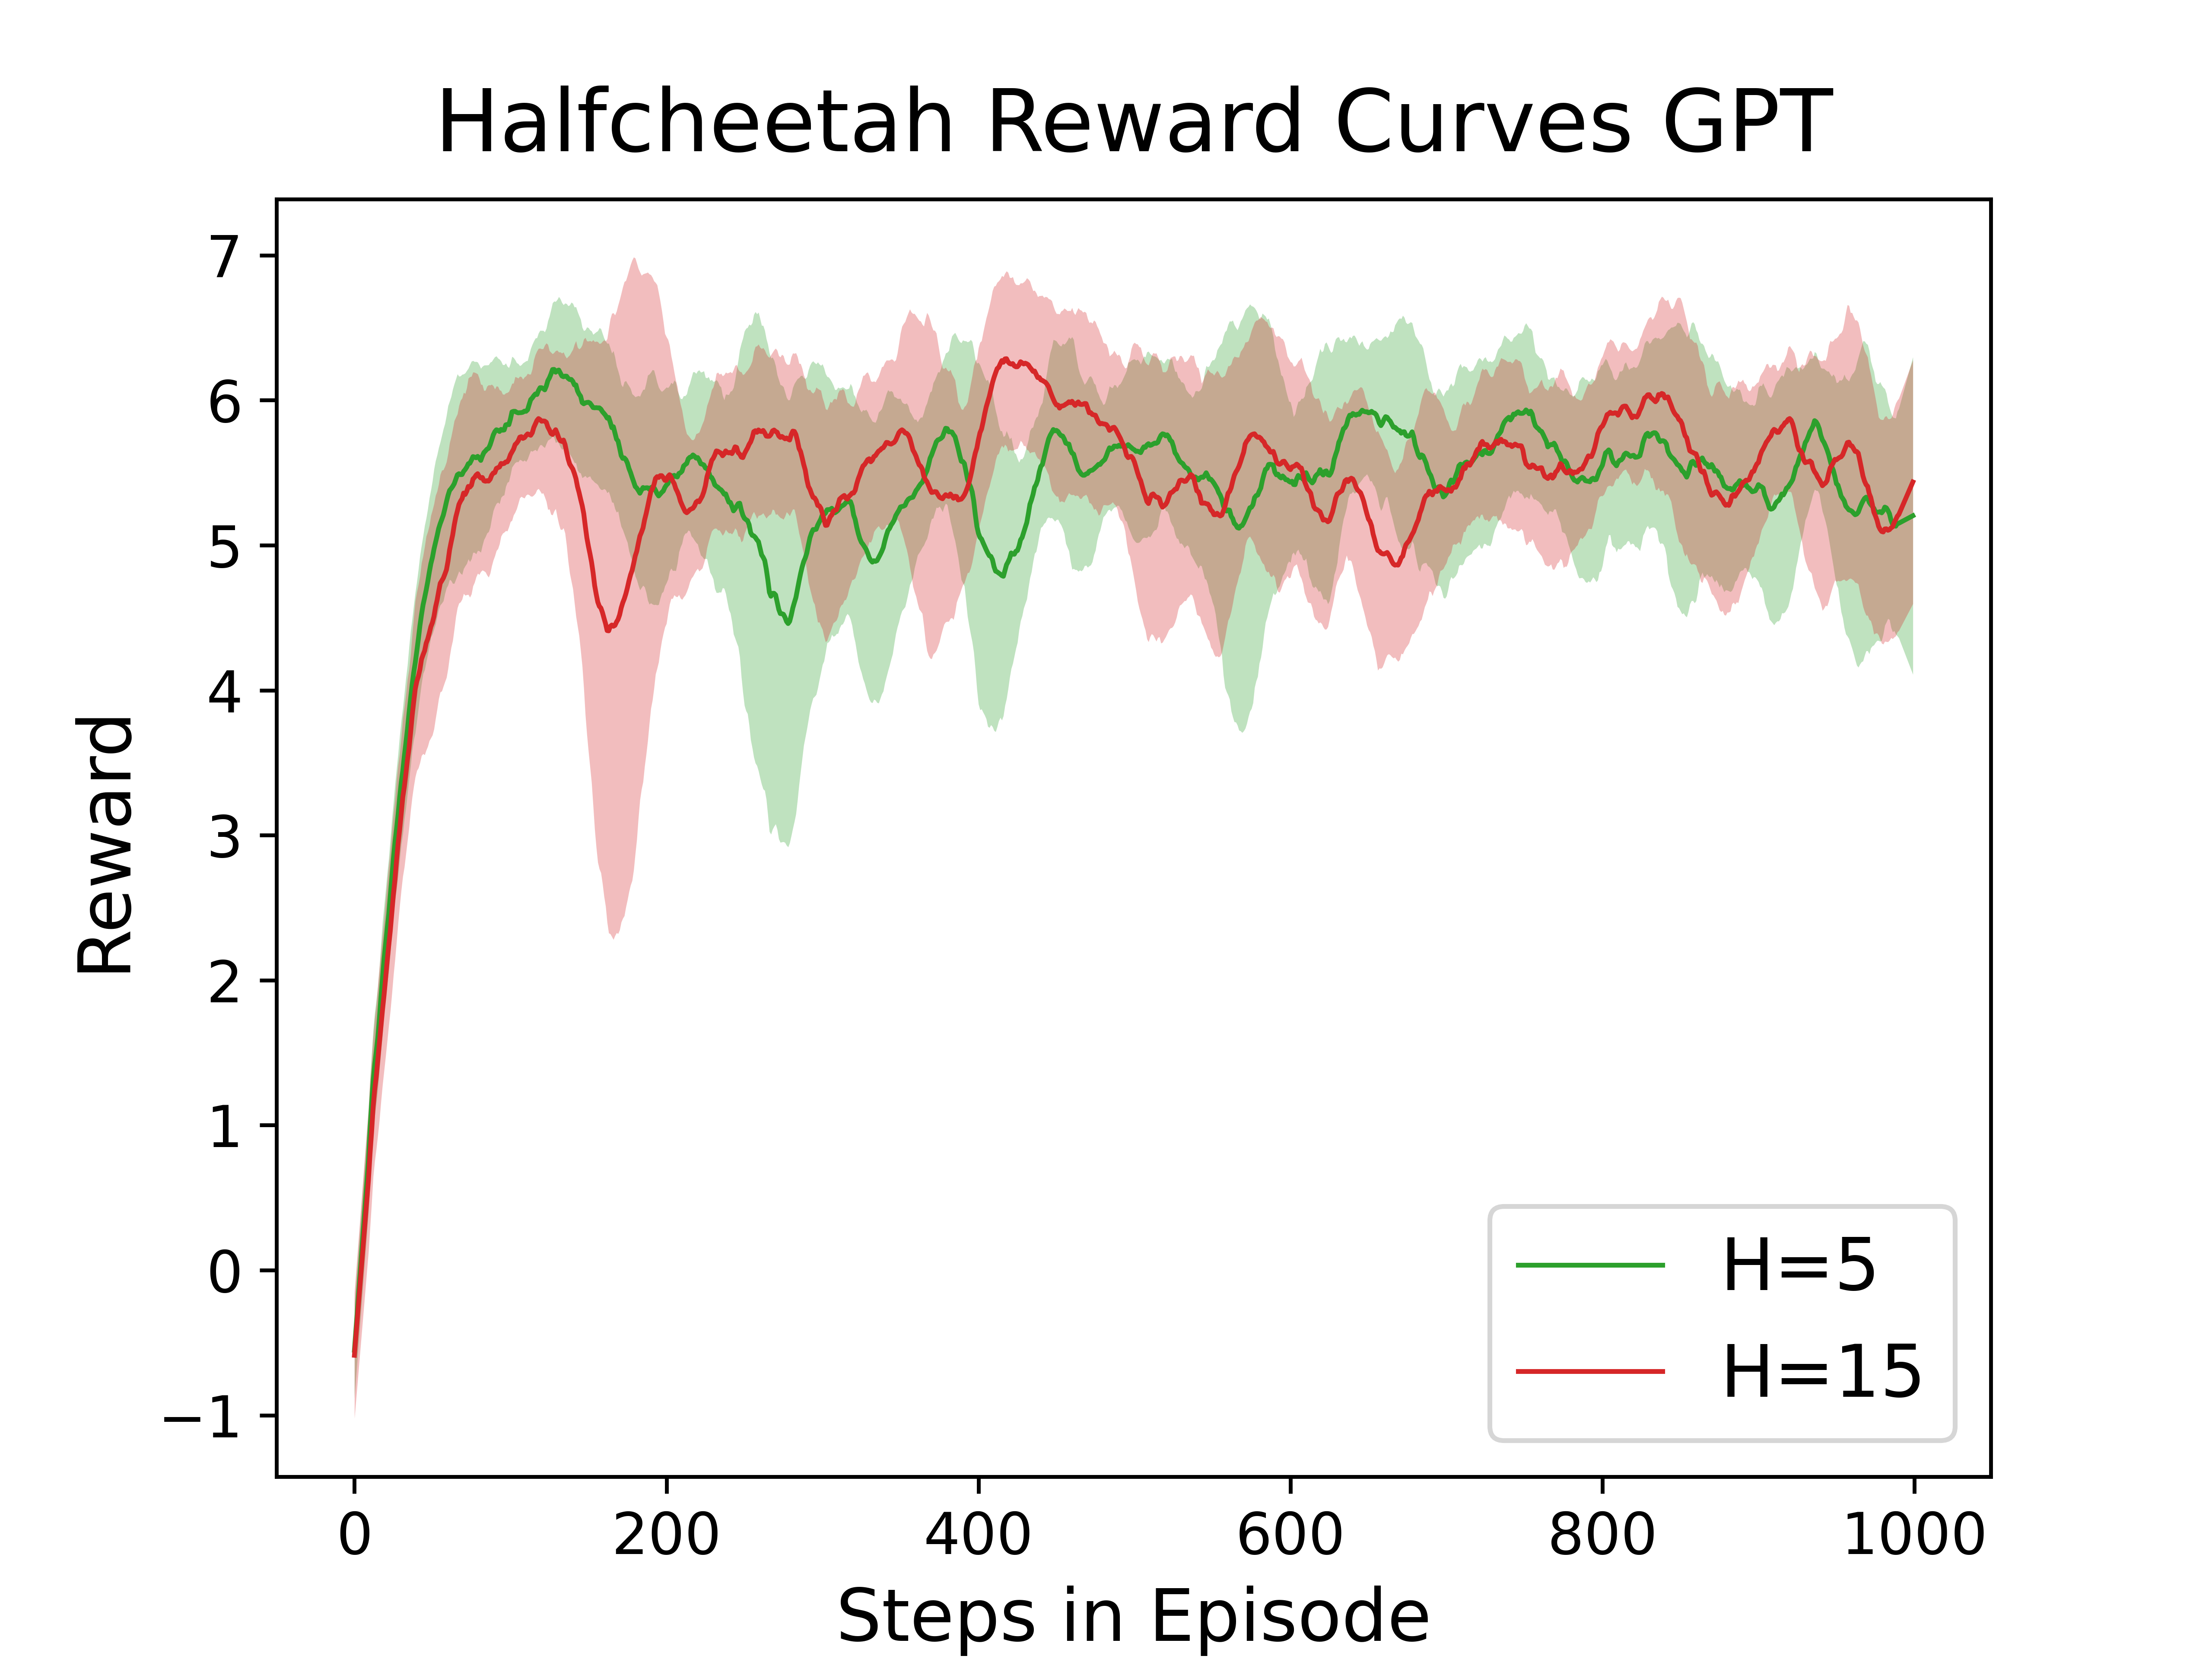 Halfcheetah Reward Curves GPT
7
6
5
4
3
2
1
0
−1
Reward
0 200 400 600 800 1000
Steps in Episode
H=5
H=15